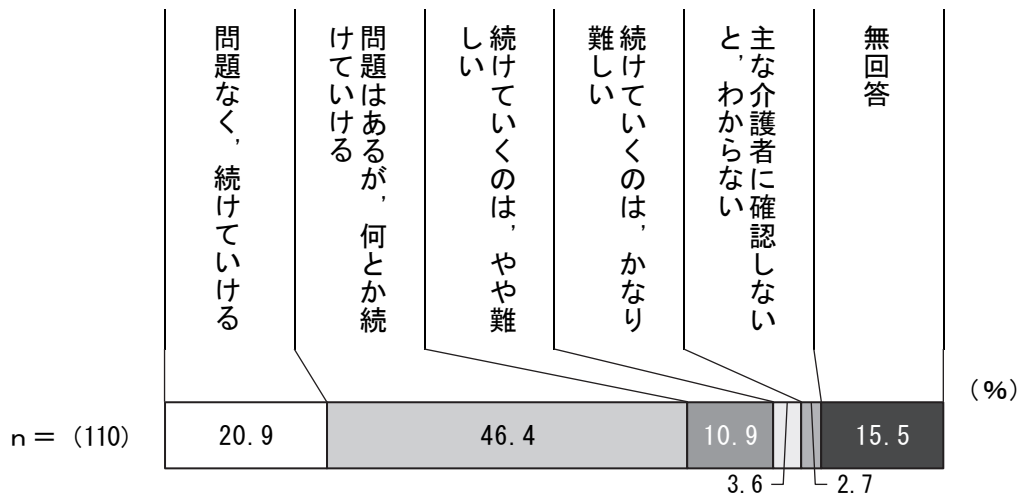 問題なく，続けていける
問題はあるが，何とか続
けていける
続けていくのは，やや難
しい
続けていくのは，かなり
難しい
主な介護者に確認しない
と，わからない
無回答
(%)
n＝ (110)
20.9
46.4
10.9
15.5
3.6
2.7